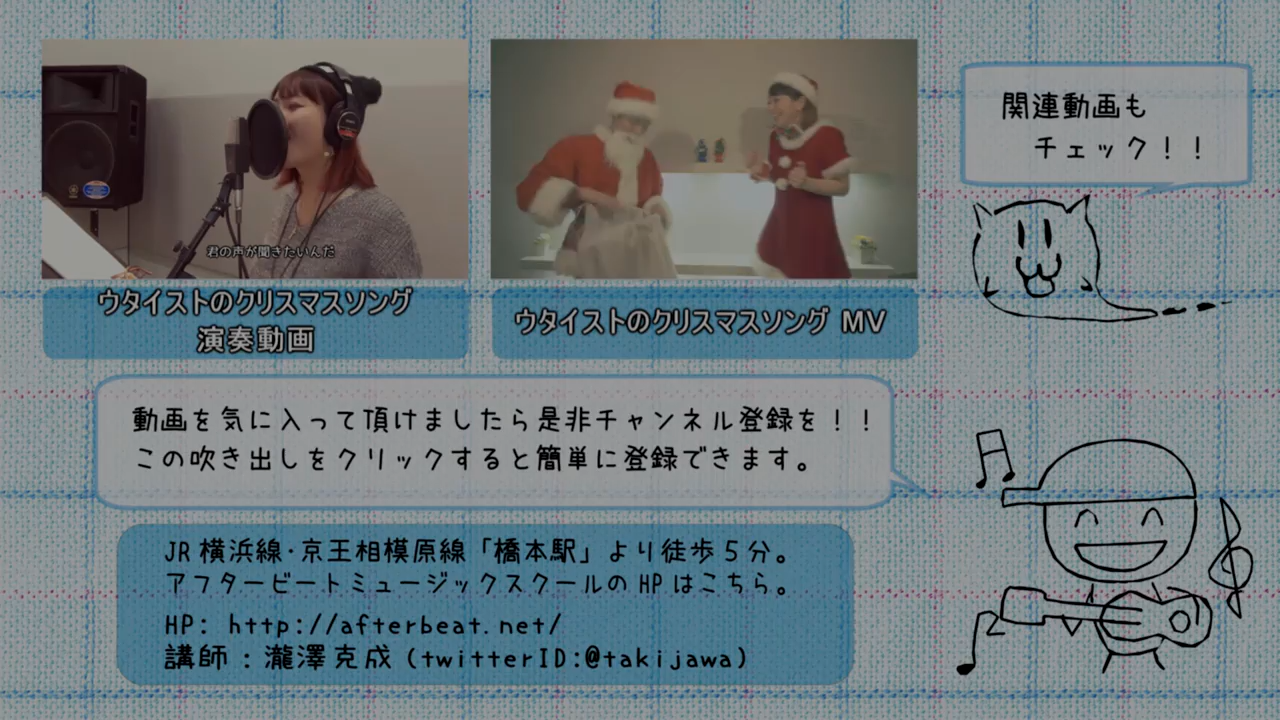 君の声が聞きたいんだ
ウタイストのクリスマスソング
演奏動画
ウタイストのクリスマスソング MV
関連動画も
チェック！！
動画を気に入って頂けましたら是非チャンネル登録を！！
この吹き出しをクリックすると簡単に登録できます。
JR 横浜線·京王相模原線「橋本駅」より徒歩５分。
アフタービートミュージックスクールの HP はこちら。
HP: http://afterbeat.net/
講師：瀧澤克成 (twitterID:@takijawa)